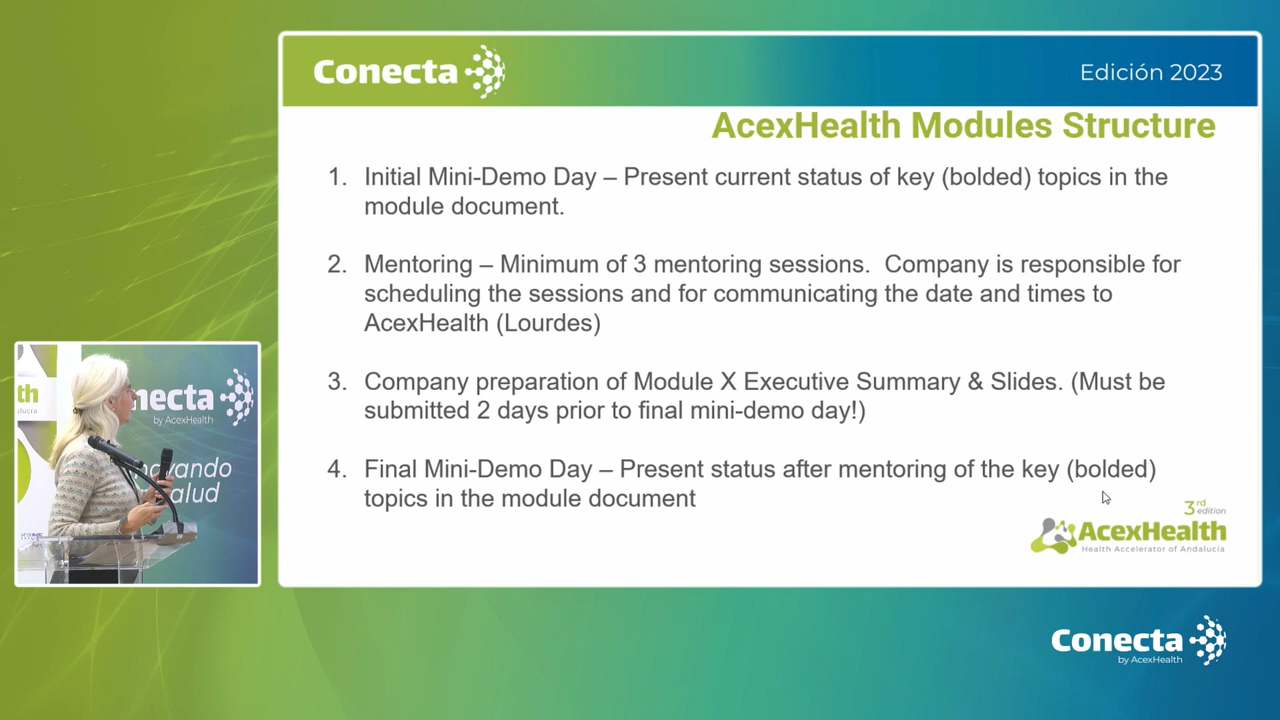 Conecta
Edición 2023
AcexHealth Modules Structure
1. Initial Mini-Demo Day – Present current status of key (bolded) topics in the
module document.
2. Mentoring – Minimum of 3 mentoring sessions.  Company is responsible for
scheduling the sessions and for communicating the date and times to
AcexHealth (Lourdes)
3. Company preparation of Module X Executive Summary & Slides. (Must be
submitted 2 days prior to final mini-demo day!)
4. Final Mini-Demo Day – Present status after mentoring of the key (bolded)
topics in the module document
3rd
edition
AcexHealth
Health Accelerator of Andalucia
lth
necta
by AcexHealth
ovando
alud
Conecta
by AcexHealth